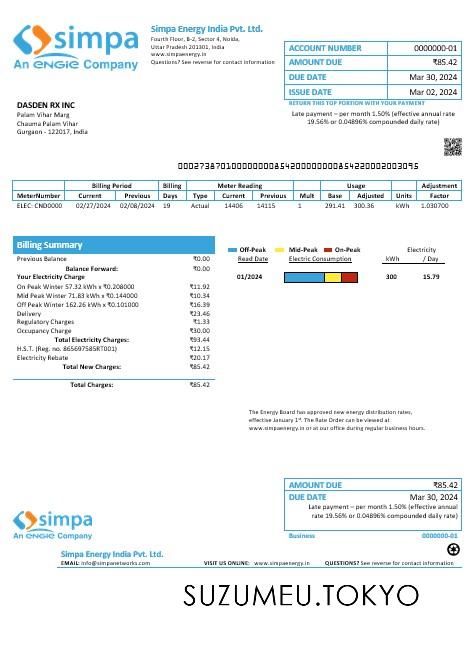 simpa
An ENGIE Company
Simpa Energy India Pvt. Ltd.
Fourth Floor, B-2, Sector 4, Noida,
Uttar Pradesh 201301, India
www.simpaenergy.in
Questions? See reverse for contact information
ACCOUNT NUMBER 0000000-01
AMOUNT DUE ₹85.42
DUE DATE Mar 30, 2024
ISSUE DATE Mar 02, 2024
RETURN THIS TOP PORTION WITH YOUR PAYMENT
Late payment – per month 1.50% (effective annual rate
19.56% or 0.04896% compounded daily rate)
DASDEN RX INC
Palam Vihar Marg
Chauma Palam Vihar
Gurgaon - 122017, India
Billing Period Billing Meter Reading Usage Adjustment
MeterNumber Current Previous Days Type Current Previous Mult Base Adjusted Units Factor
ELEC: CND0000 02/27/2024 02/08/2024 19 Actual 14406 14115 1 291.41 300.36 kWh 1.030700
Billing Summary
Previous Balance ₹0.00
Balance Forward: ₹0.00
Your Electricity Charge
On Peak Winter 57.32 kWh x ₹0.208000 ₹11.92
Mid Peak Winter 71.83 kWh x ₹0.144000 ₹10.34
Off Peak Winter 162.26 kWh x ₹0.101000 ₹16.39
Delivery ₹23.46
Regulatory Charges ₹1.33
Occupancy Charge ₹30.00
Total Electricity Charges: ₹93.44
H.S.T. (Reg. no. 865697585RT001) ₹12.15
Electricity Rebate ₹20.17
Total New Charges: ₹85.42
Total Charges: ₹85.42
Off-Peak Mid-Peak On-Peak Electricity
Read Date Electric Consumption kWh / Day
01/2024 300 15.79
The Energy Board has approved new energy distribution rates,
effective January 1st. The Rate Order can be viewed at
www.simpaenergy.in or at our office during regular business hours.
AMOUNT DUE ₹85.42
DUE DATE Mar 30, 2024
Late payment – per month 1.50% (effective annual
rate 19.56% or 0.04896% compounded daily rate)
Business 0000000-01
simpa
An ENGIE Company
Simpa Energy India Pvt. Ltd.
EMAIL: info@simpanetworks.com VISIT US ONLINE: www.simpaenergy.in QUESTIONS? See reverse for contact information
SUZUMEU.TOKYO